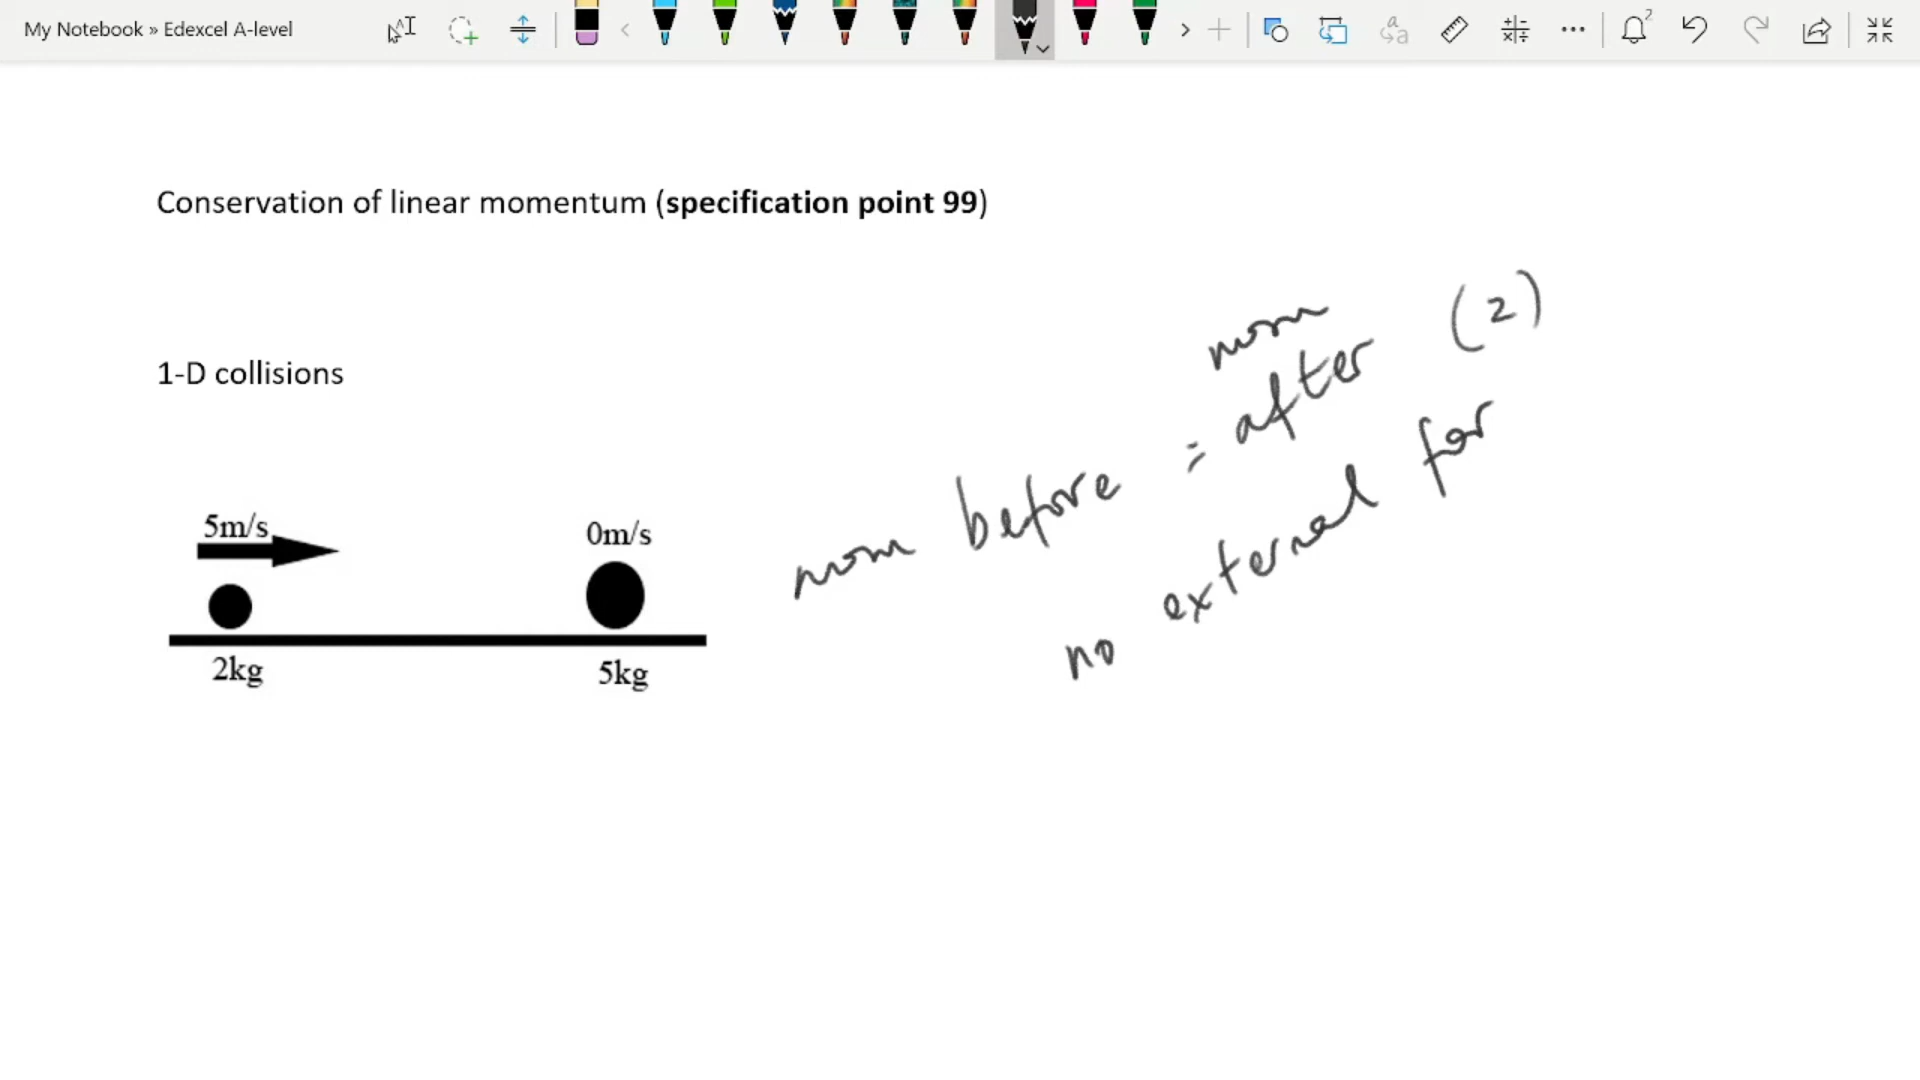 My Notebook » Edexcel A-level
Conservation of linear momentum (specification point 99)
1-D collisions
mom
mom before = after (2)
no external for
5m/s
0m/s
2kg
5kg